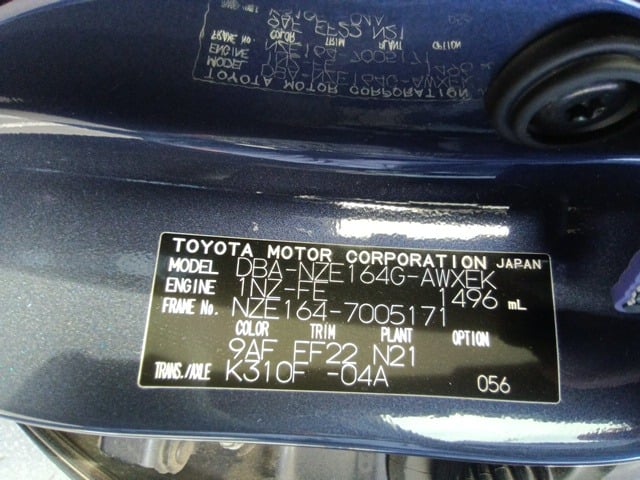 TOYOTA MOTOR CORPORATION JAPAN
MODEL DBA-NZE164G-AWXEK
ENGINE 1NZ-FE 1496 mL
FRAME No. NZE164-7005171
COLOR TRIM PLANT OPTION
9AF EF22 N21
TRANS./AXLE K310F -04A
056